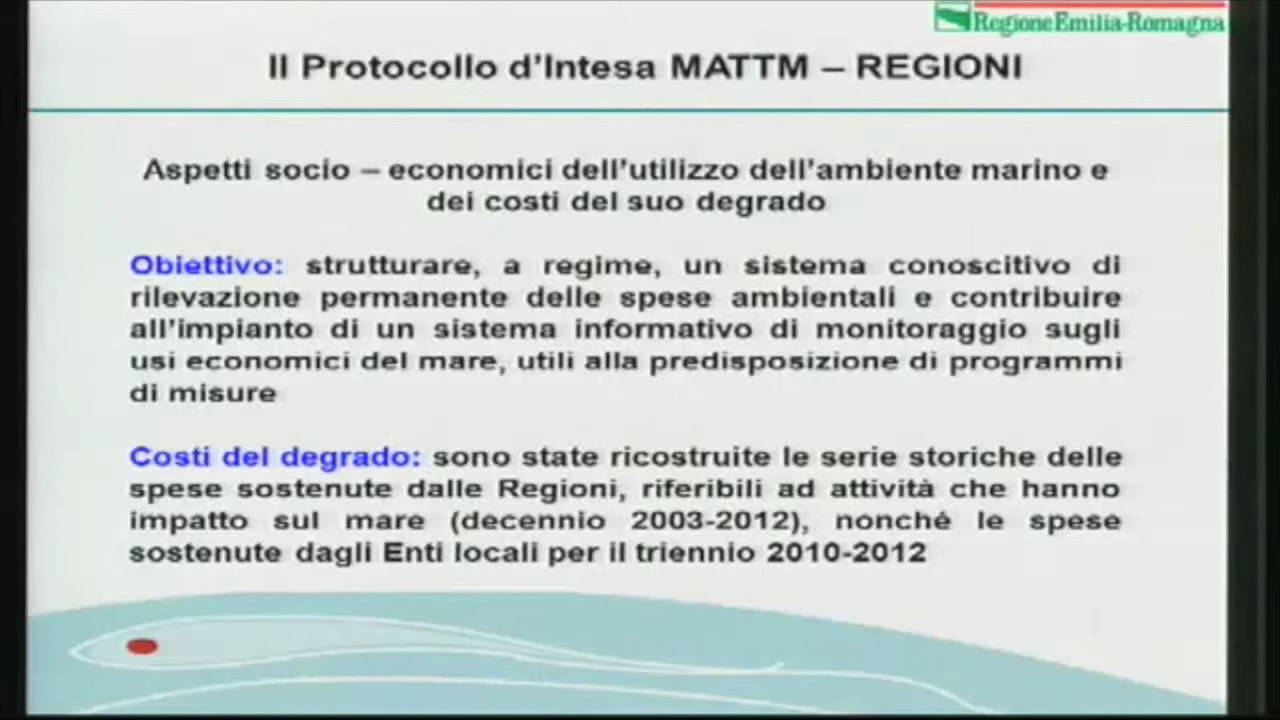 RegioneEmilia-Romagna
Il Protocollo d'Intesa MATTM – REGIONI
Aspetti socio – economici dell'utilizzo dell'ambiente marino e
dei costi del suo degrado
Obiettivo: strutturare, a regime, un sistema conoscitivo di
rilevazione permanente delle spese ambientali e contribuire
all'impianto di un sistema informativo di monitoraggio sugli
usi economici del mare, utili alla predisposizione di programmi
di misure
Costi del degrado: sono state ricostruite le serie storiche delle
spese sostenute dalle Regioni, riferibili ad attività che hanno
impatto sul mare (decennio 2003-2012), nonché le spese
sostenute dagli Enti locali per il triennio 2010-2012